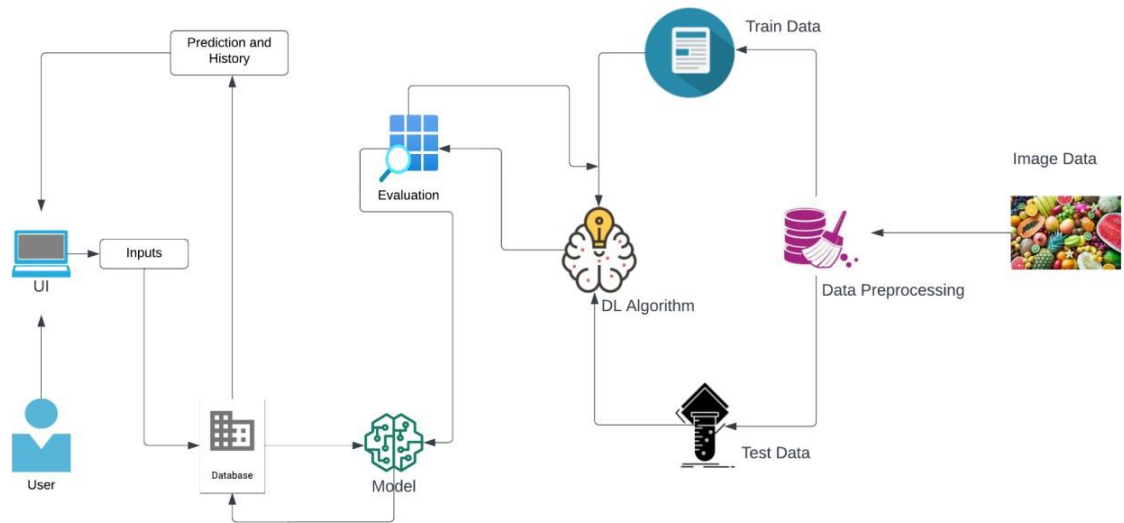 Prediction and
History
Train Data
Image Data
Evaluation
Inputs
UI
DL Algorithm
Data Preprocessing
Database
Model
Test Data
User